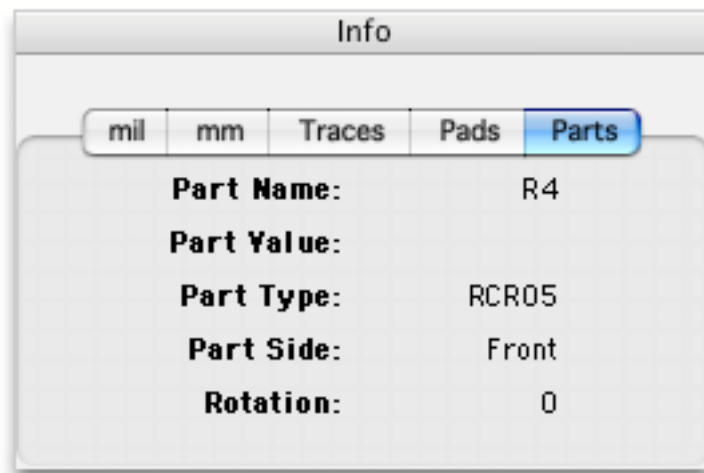 Info
mil mm Traces Pads Parts
Part Name: R4
Part Value:
Part Type: RCR05
Part Side: Front
Rotation: 0